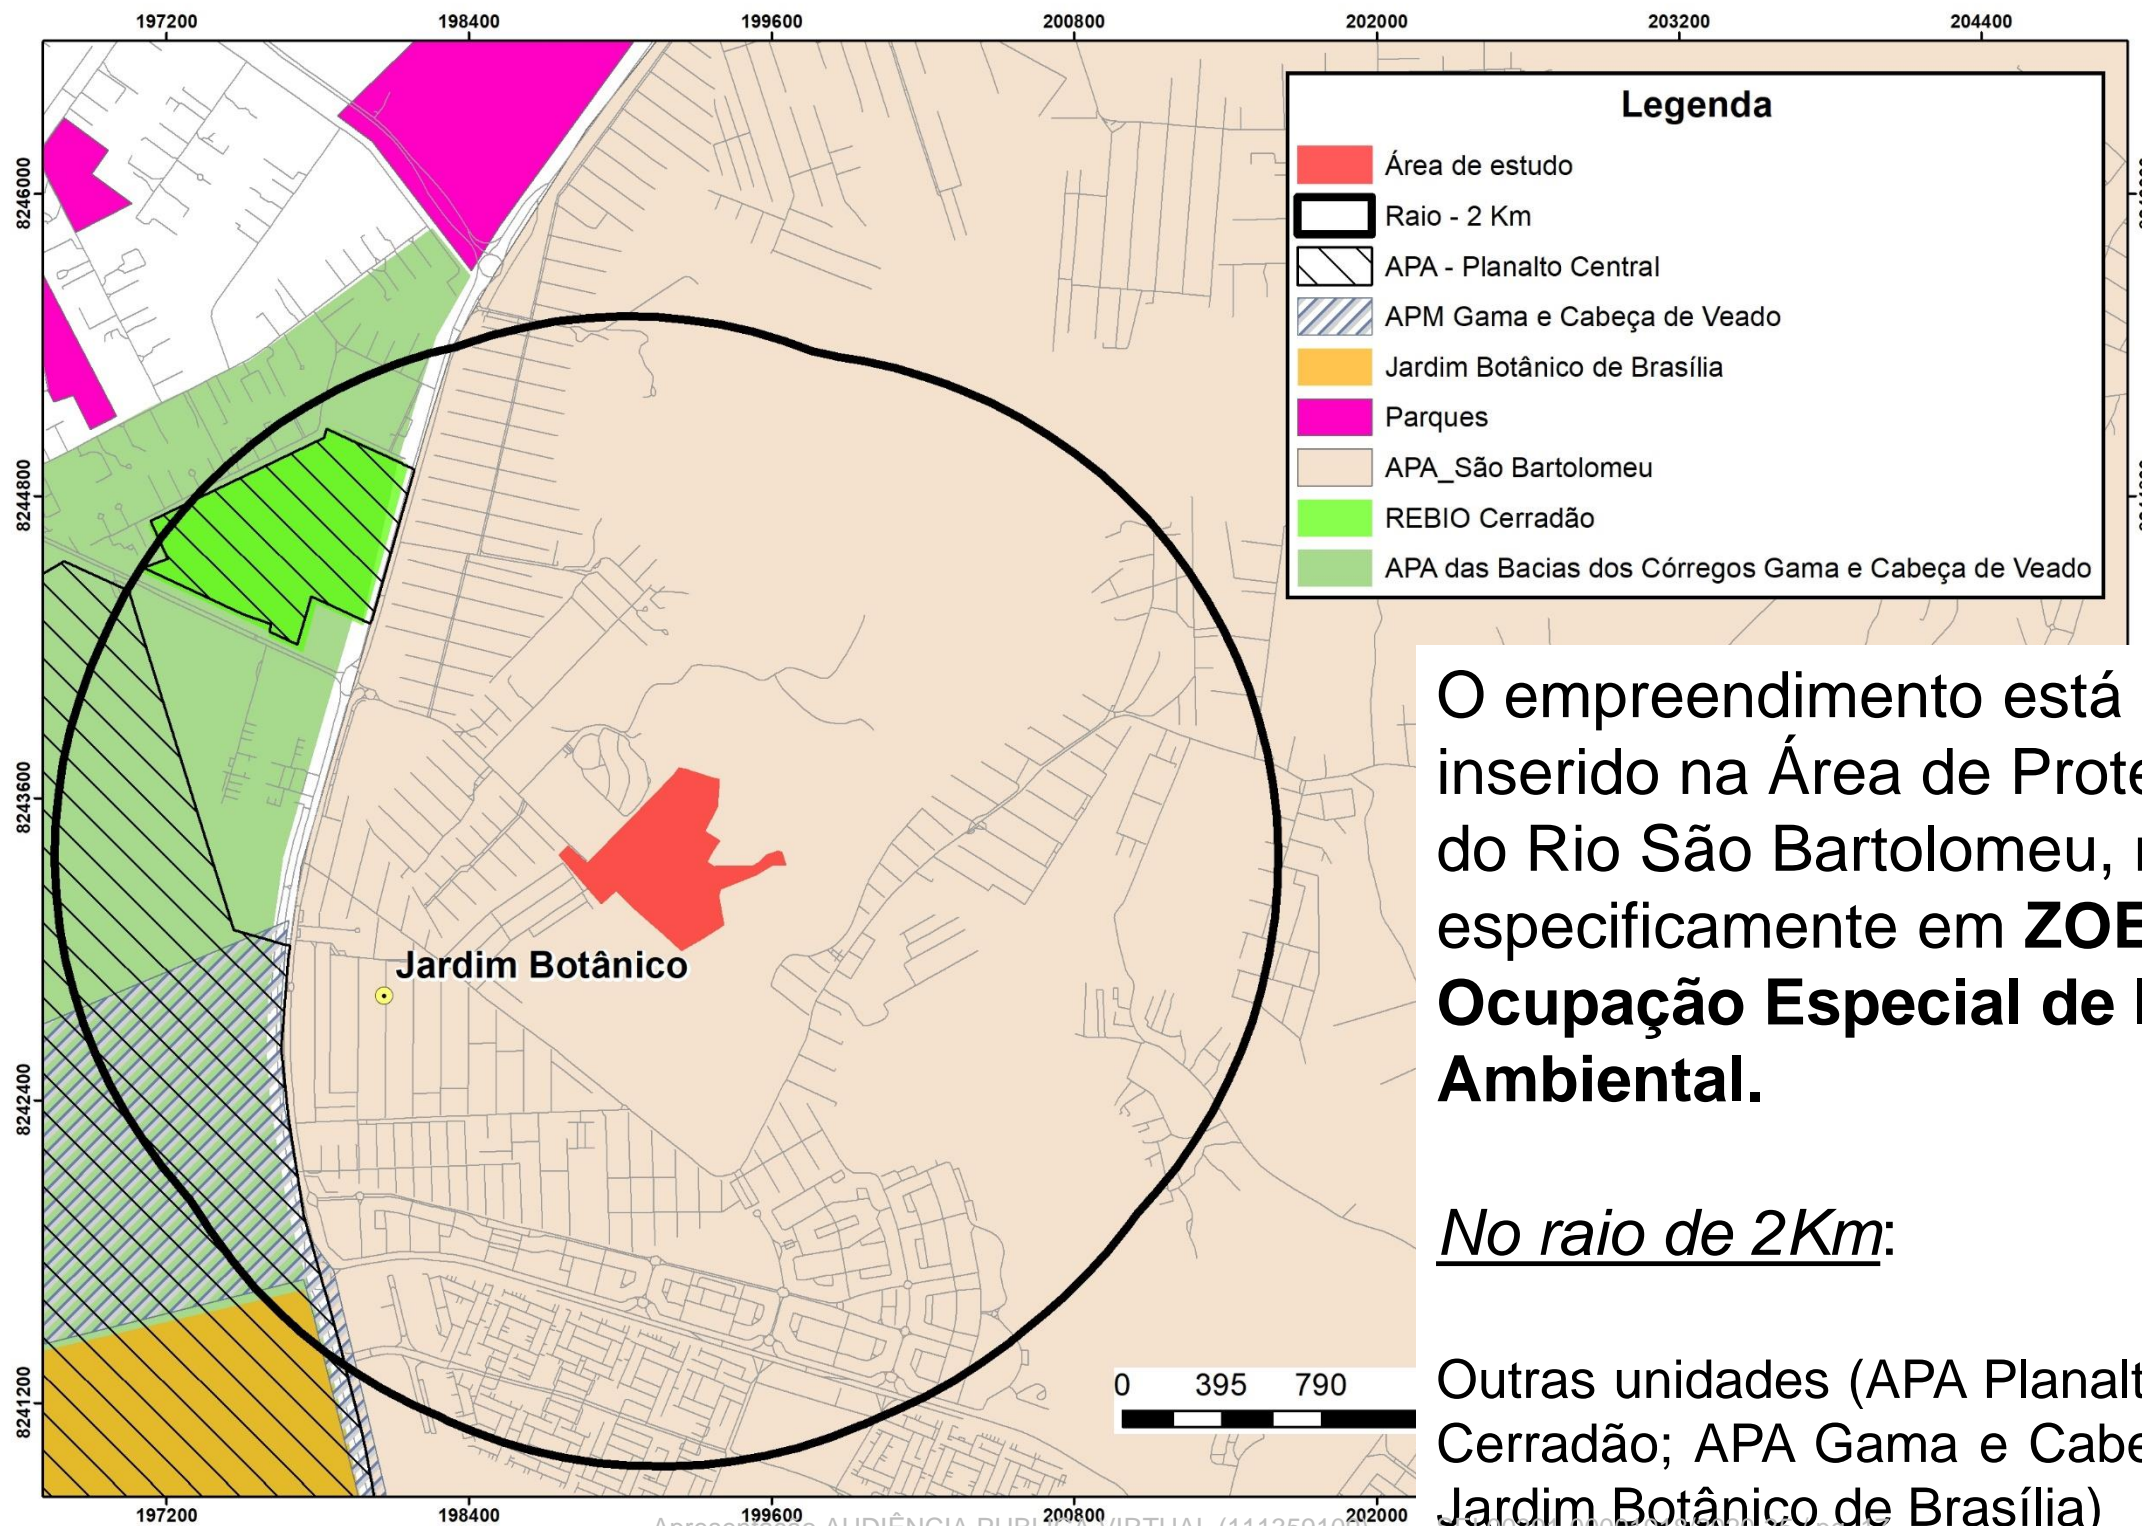 197200 198400 199600 200800 202000 203200 204400
8246000
8244800
8243600
8242400
8241200
Legenda
Área de estudo
Raio - 2 Km
APA - Planalto Central
APM Gama e Cabeça de Veado
Jardim Botânico de Brasília
Parques
APA_São Bartolomeu
REBIO Cerradão
APA das Bacias dos Córregos Gama e Cabeça de Veado
Jardim Botânico
O empreendimento está
inserido na Área de Prote
do Rio São Bartolomeu,
especificamente em ZOE
Ocupação Especial de
Ambiental.
No raio de 2Km:
Outras unidades (APA Planalt
Cerradão; APA Gama e Cabe
Jardim Botânico de Brasília)
0 395 790
197200 198400 199600 200800 202000